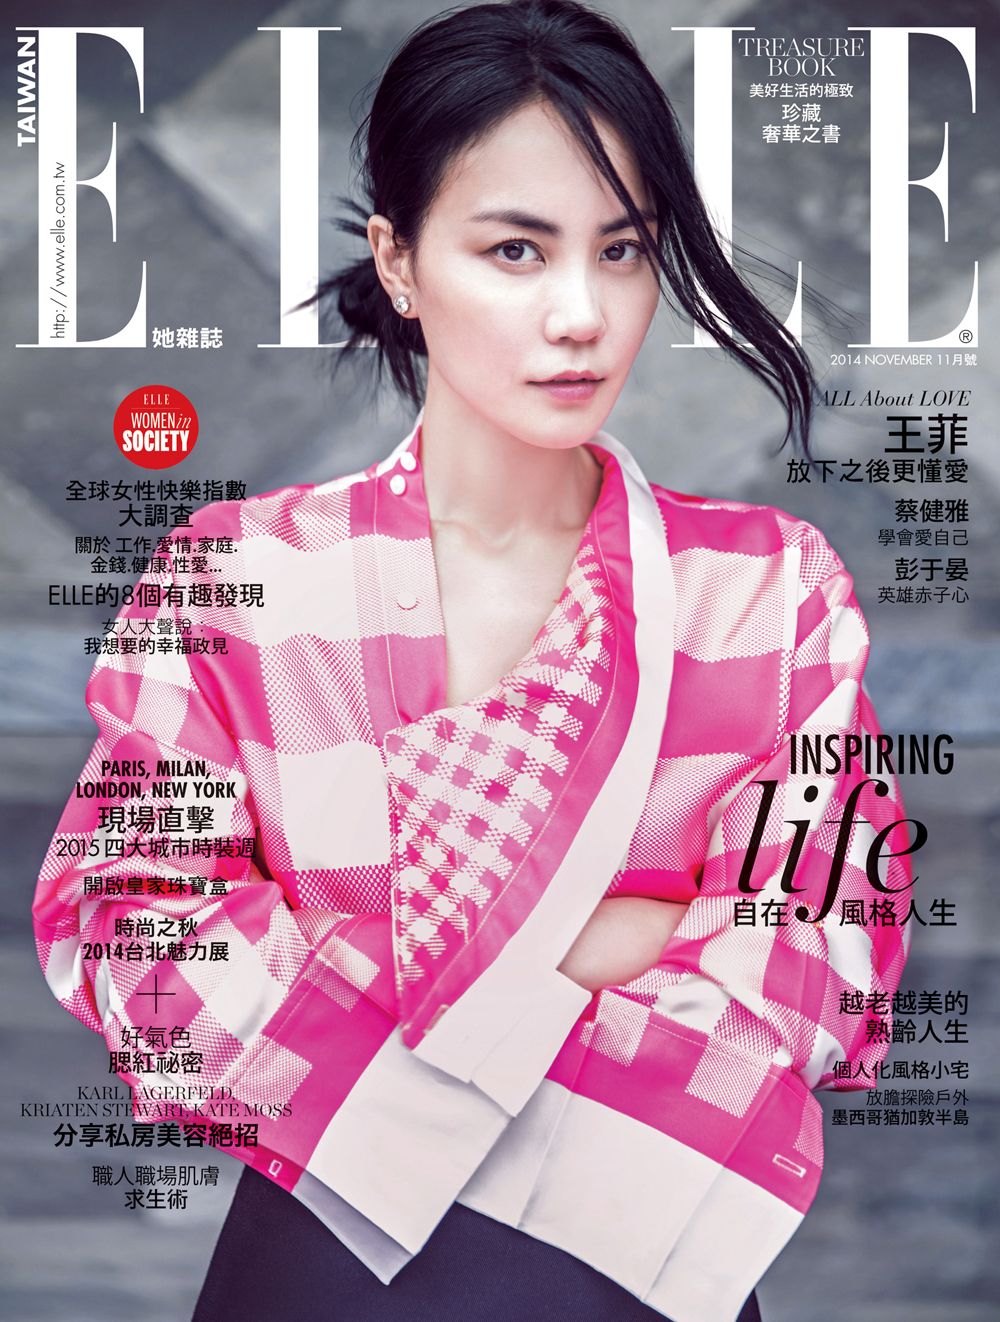 TAIWAN
ELLE
http://www.elle.com.tw
她雜誌
TREASURE
BOOK
美好生活的極致
珍藏
奢華之書
®
2014 NOVEMBER 11月號
ALL About LOVE
王菲
放下之後更懂愛
蔡健雅
學會愛自己
彭于晏
英雄赤子心
ELLE
WOMEN in
SOCIETY
全球女性快樂指數
大調查
關於 工作.愛情.家庭.
金錢.健康.性愛...
ELLE的8個有趣發現
女人大聲說：
我想要的幸福政見
PARIS, MILAN,
LONDON, NEW YORK
現場直擊
2015 四大城市時裝週
開啟皇家珠寶盒
時尚之秋
2014台北魅力展
+
好氣色
腮紅祕密
KARL LAGERFELD,
KRIATEN STEWART, KATE MOSS
分享私房美容絕招
職人職場肌膚
求生術
INSPIRING
life
自在 風格人生
越老越美的
熟齡人生
個人化風格小宅
放膽探險戶外
墨西哥猶加敦半島